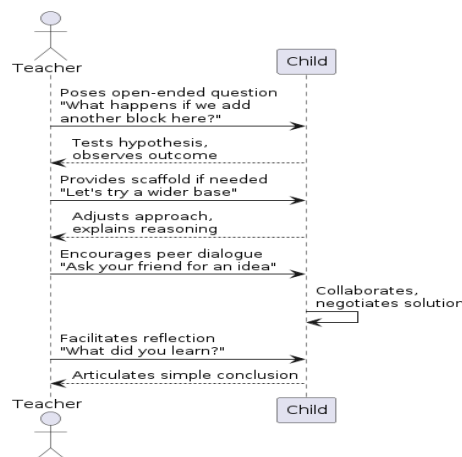 Teacher
Child
Poses open-ended question
"What happens if we add
another block here?"
Tests hypothesis,
observes outcome
Provides scaffold if needed
"Let's try a wider base"
Adjusts approach,
explains reasoning
Encourages peer dialogue
"Ask your friend for an idea"
Collaborates,
negotiates solution
Facilitates reflection
"What did you learn?"
Articulates simple conclusion
Teacher
Child